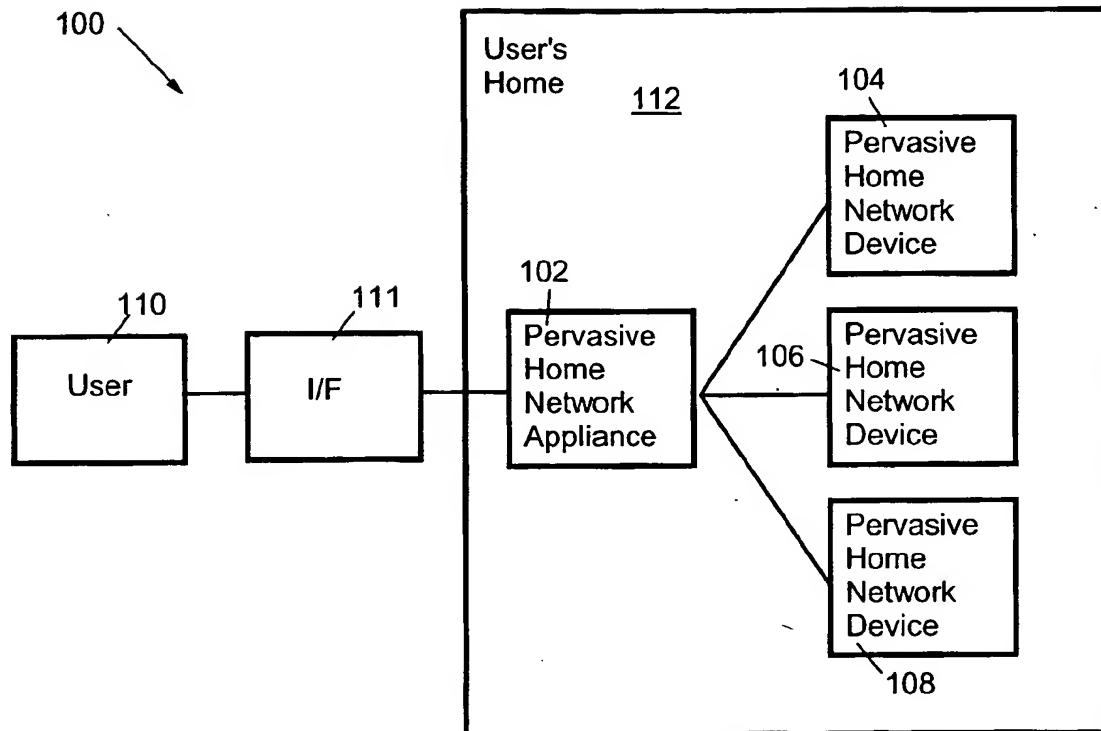 100
User's
Home
112
104
Pervasive
Home
Network
Device
102
Pervasive
Home
Network
Appliance
110
User
111
I/F
106
Pervasive
Home
Network
Device
Pervasive
Home
Network
Device
108